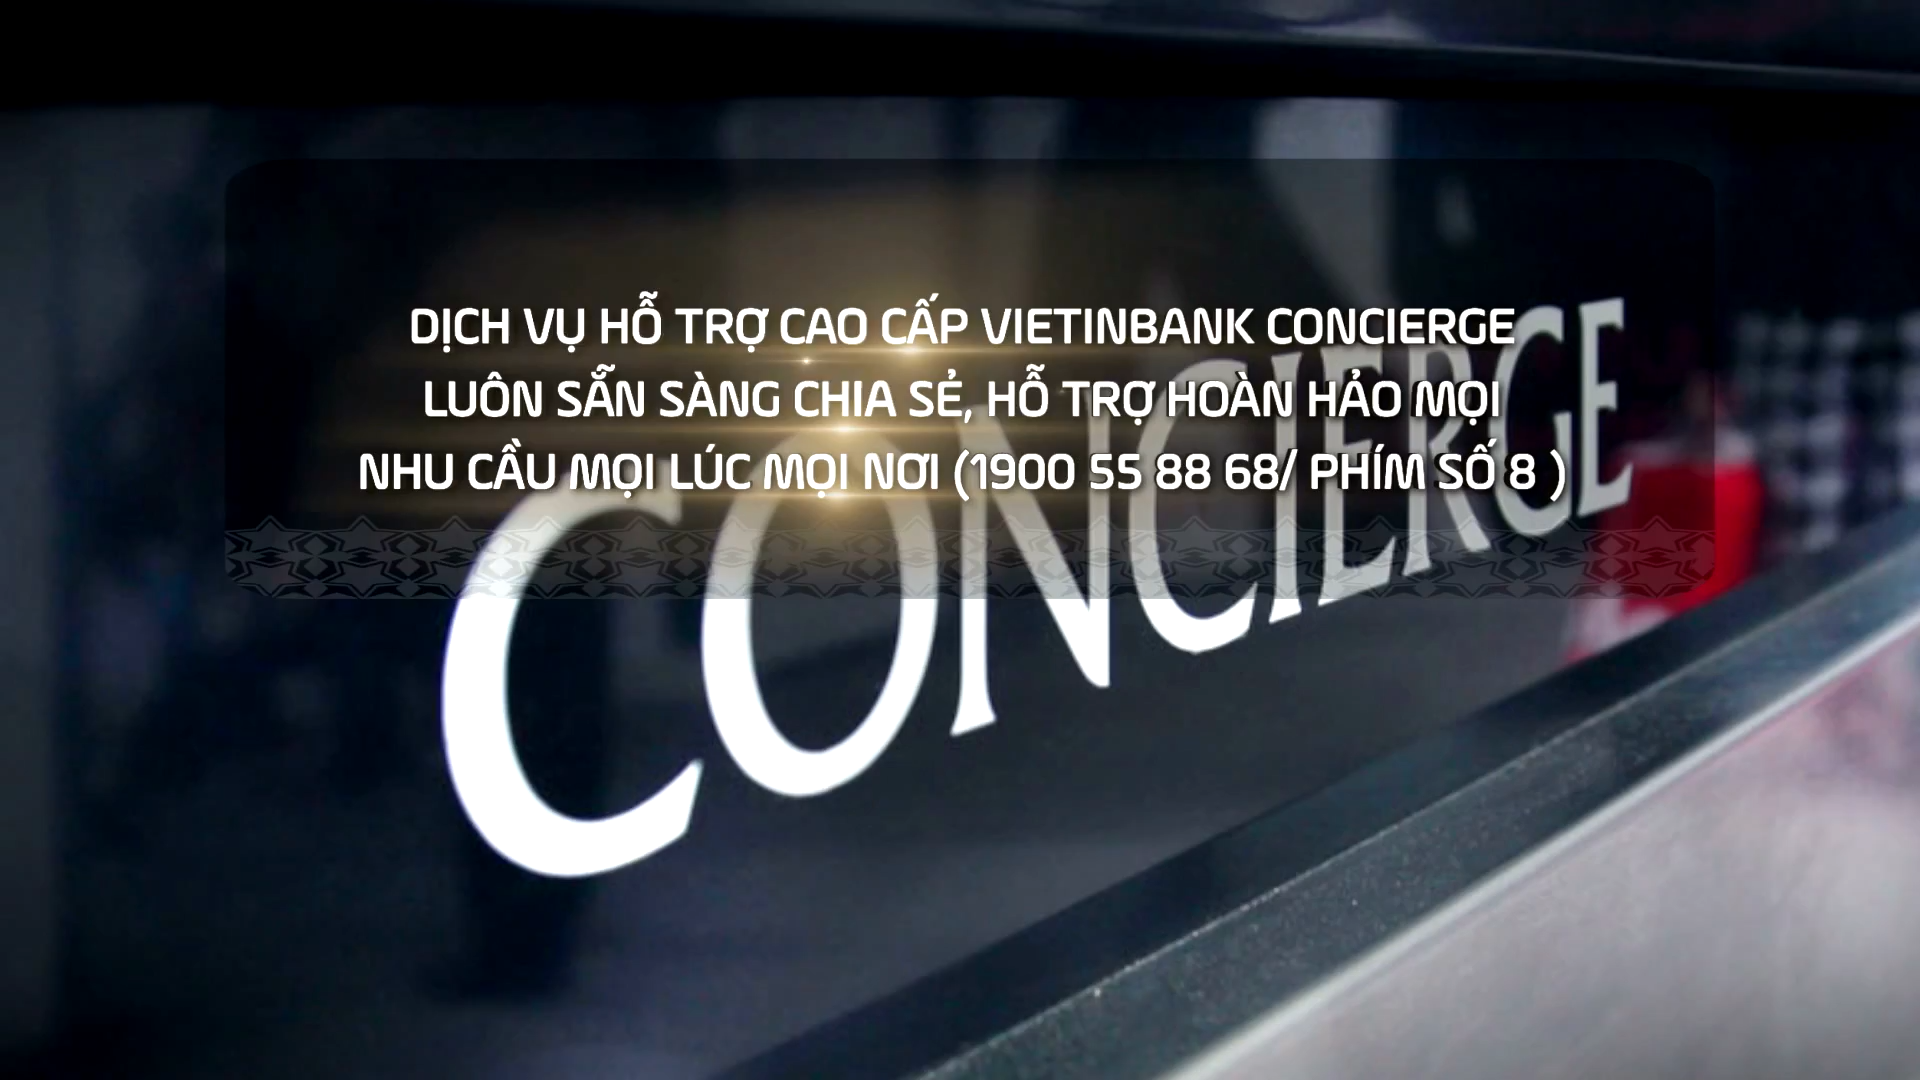 DỊCH VỤ HỖ TRỢ CAO CẤP VIETINBANK CONCIERGE
LUÔN SẴN SÀNG CHIA SẺ, HỖ TRỢ HOÀN HẢO MỌI
NHU CẦU MỌI LÚC MỌI NƠI (1900 55 88 68/ PHÍM SỐ 8 )
CONCIERGE